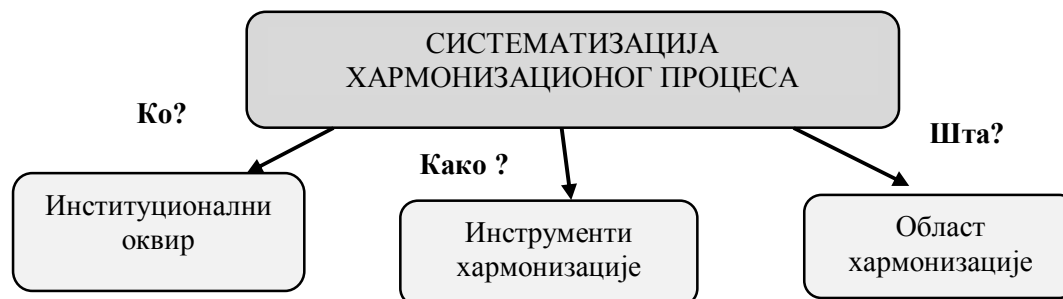 СИСТЕМАТИЗАЦИЈА
ХАРМОНИЗАЦИОНОГ ПРОЦЕСА
Ко?
Како ?
Шта?
Институционални
оквир
Инструменти
хармонизације
Област
хармонизације